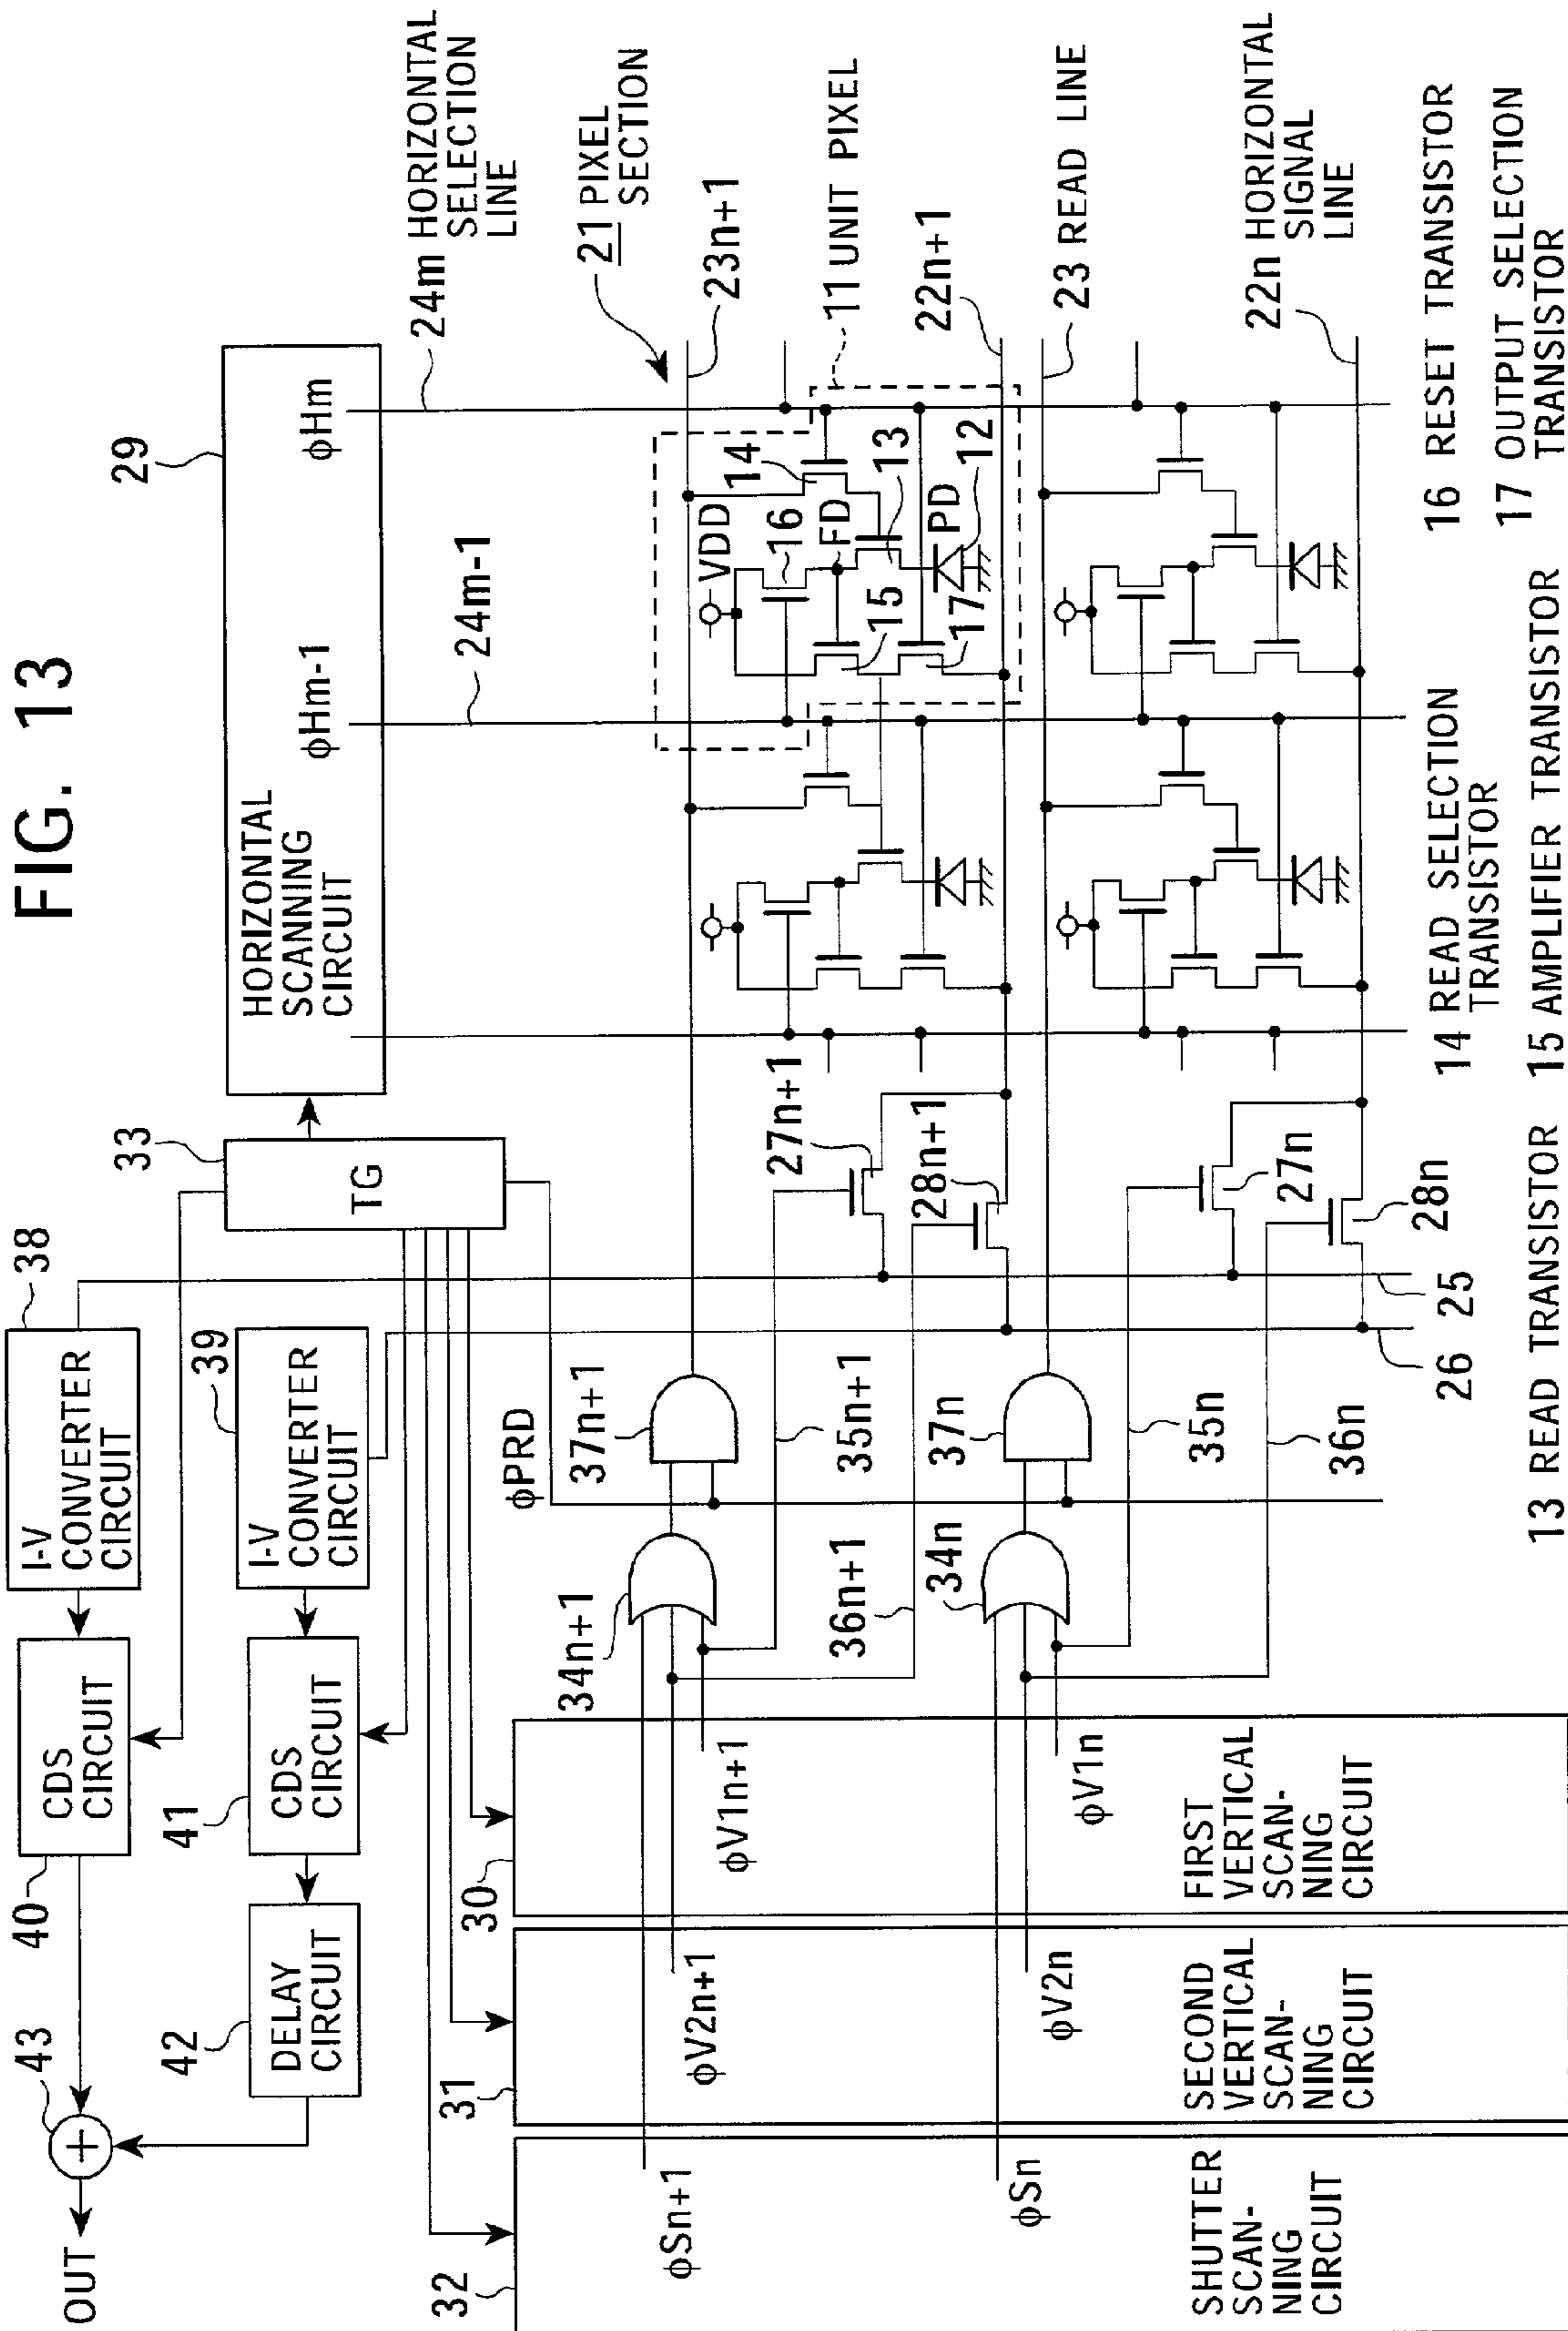 FIG. 13
OUT
43
40
CDS
CIRCUIT
I-V
CONVERTER
CIRCUIT
38
42
DELAY
CIRCUIT
41
CDS
CIRCUIT
I-V
CONVERTER
CIRCUIT
39
33
TG
HORIZONTAL
SCANNING
CIRCUIT
29
φHm-1
φHm
24m-1
24m HORIZONTAL
SELECTION
LINE
21 PIXEL
SECTION
23n+1
11 UNIT PIXEL
22n+1
23 READ LINE
22n HORIZONTAL
SIGNAL
LINE
VDD
14
16
FD
13
15
PD
12
17
32
SHUTTER
SCAN-
NING
CIRCUIT
31
SECOND
VERTICAL
SCAN-
NING
CIRCUIT
30
FIRST
VERTICAL
SCAN-
NING
CIRCUIT
φSn+1
φV2n+1
φV1n+1
φSn
φV2n
φV1n
34n+1
φPRD
37n+1
35n+1
36n+1
34n
37n
35n
36n
27n+1
28n+1
27n
28n
26
25
13 READ TRANSISTOR
14 READ SELECTION
TRANSISTOR
15 AMPLIFIER TRANSISTOR
16 RESET TRANSISTOR
17 OUTPUT SELECTION
TRANSISTOR